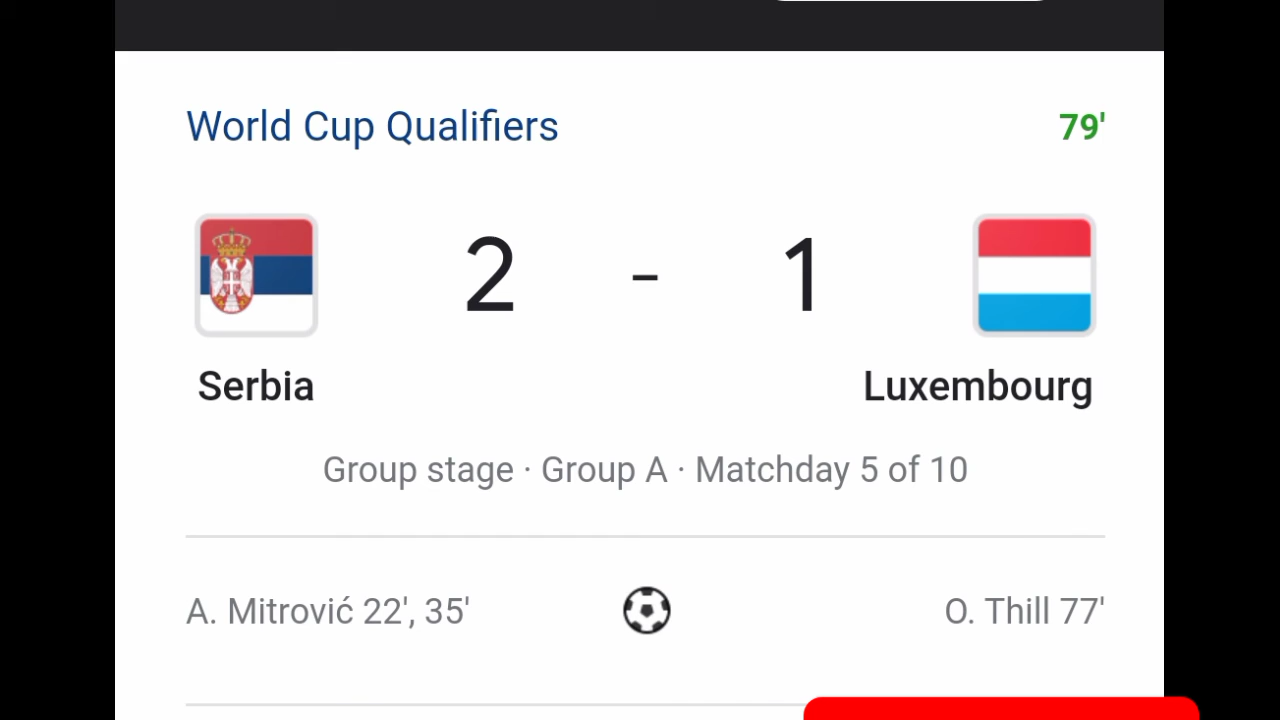 World Cup Qualifiers 79'
2 - 1
Serbia Luxembourg
Group stage · Group A · Matchday 5 of 10
A. Mitrović 22', 35' O. Thill 77'